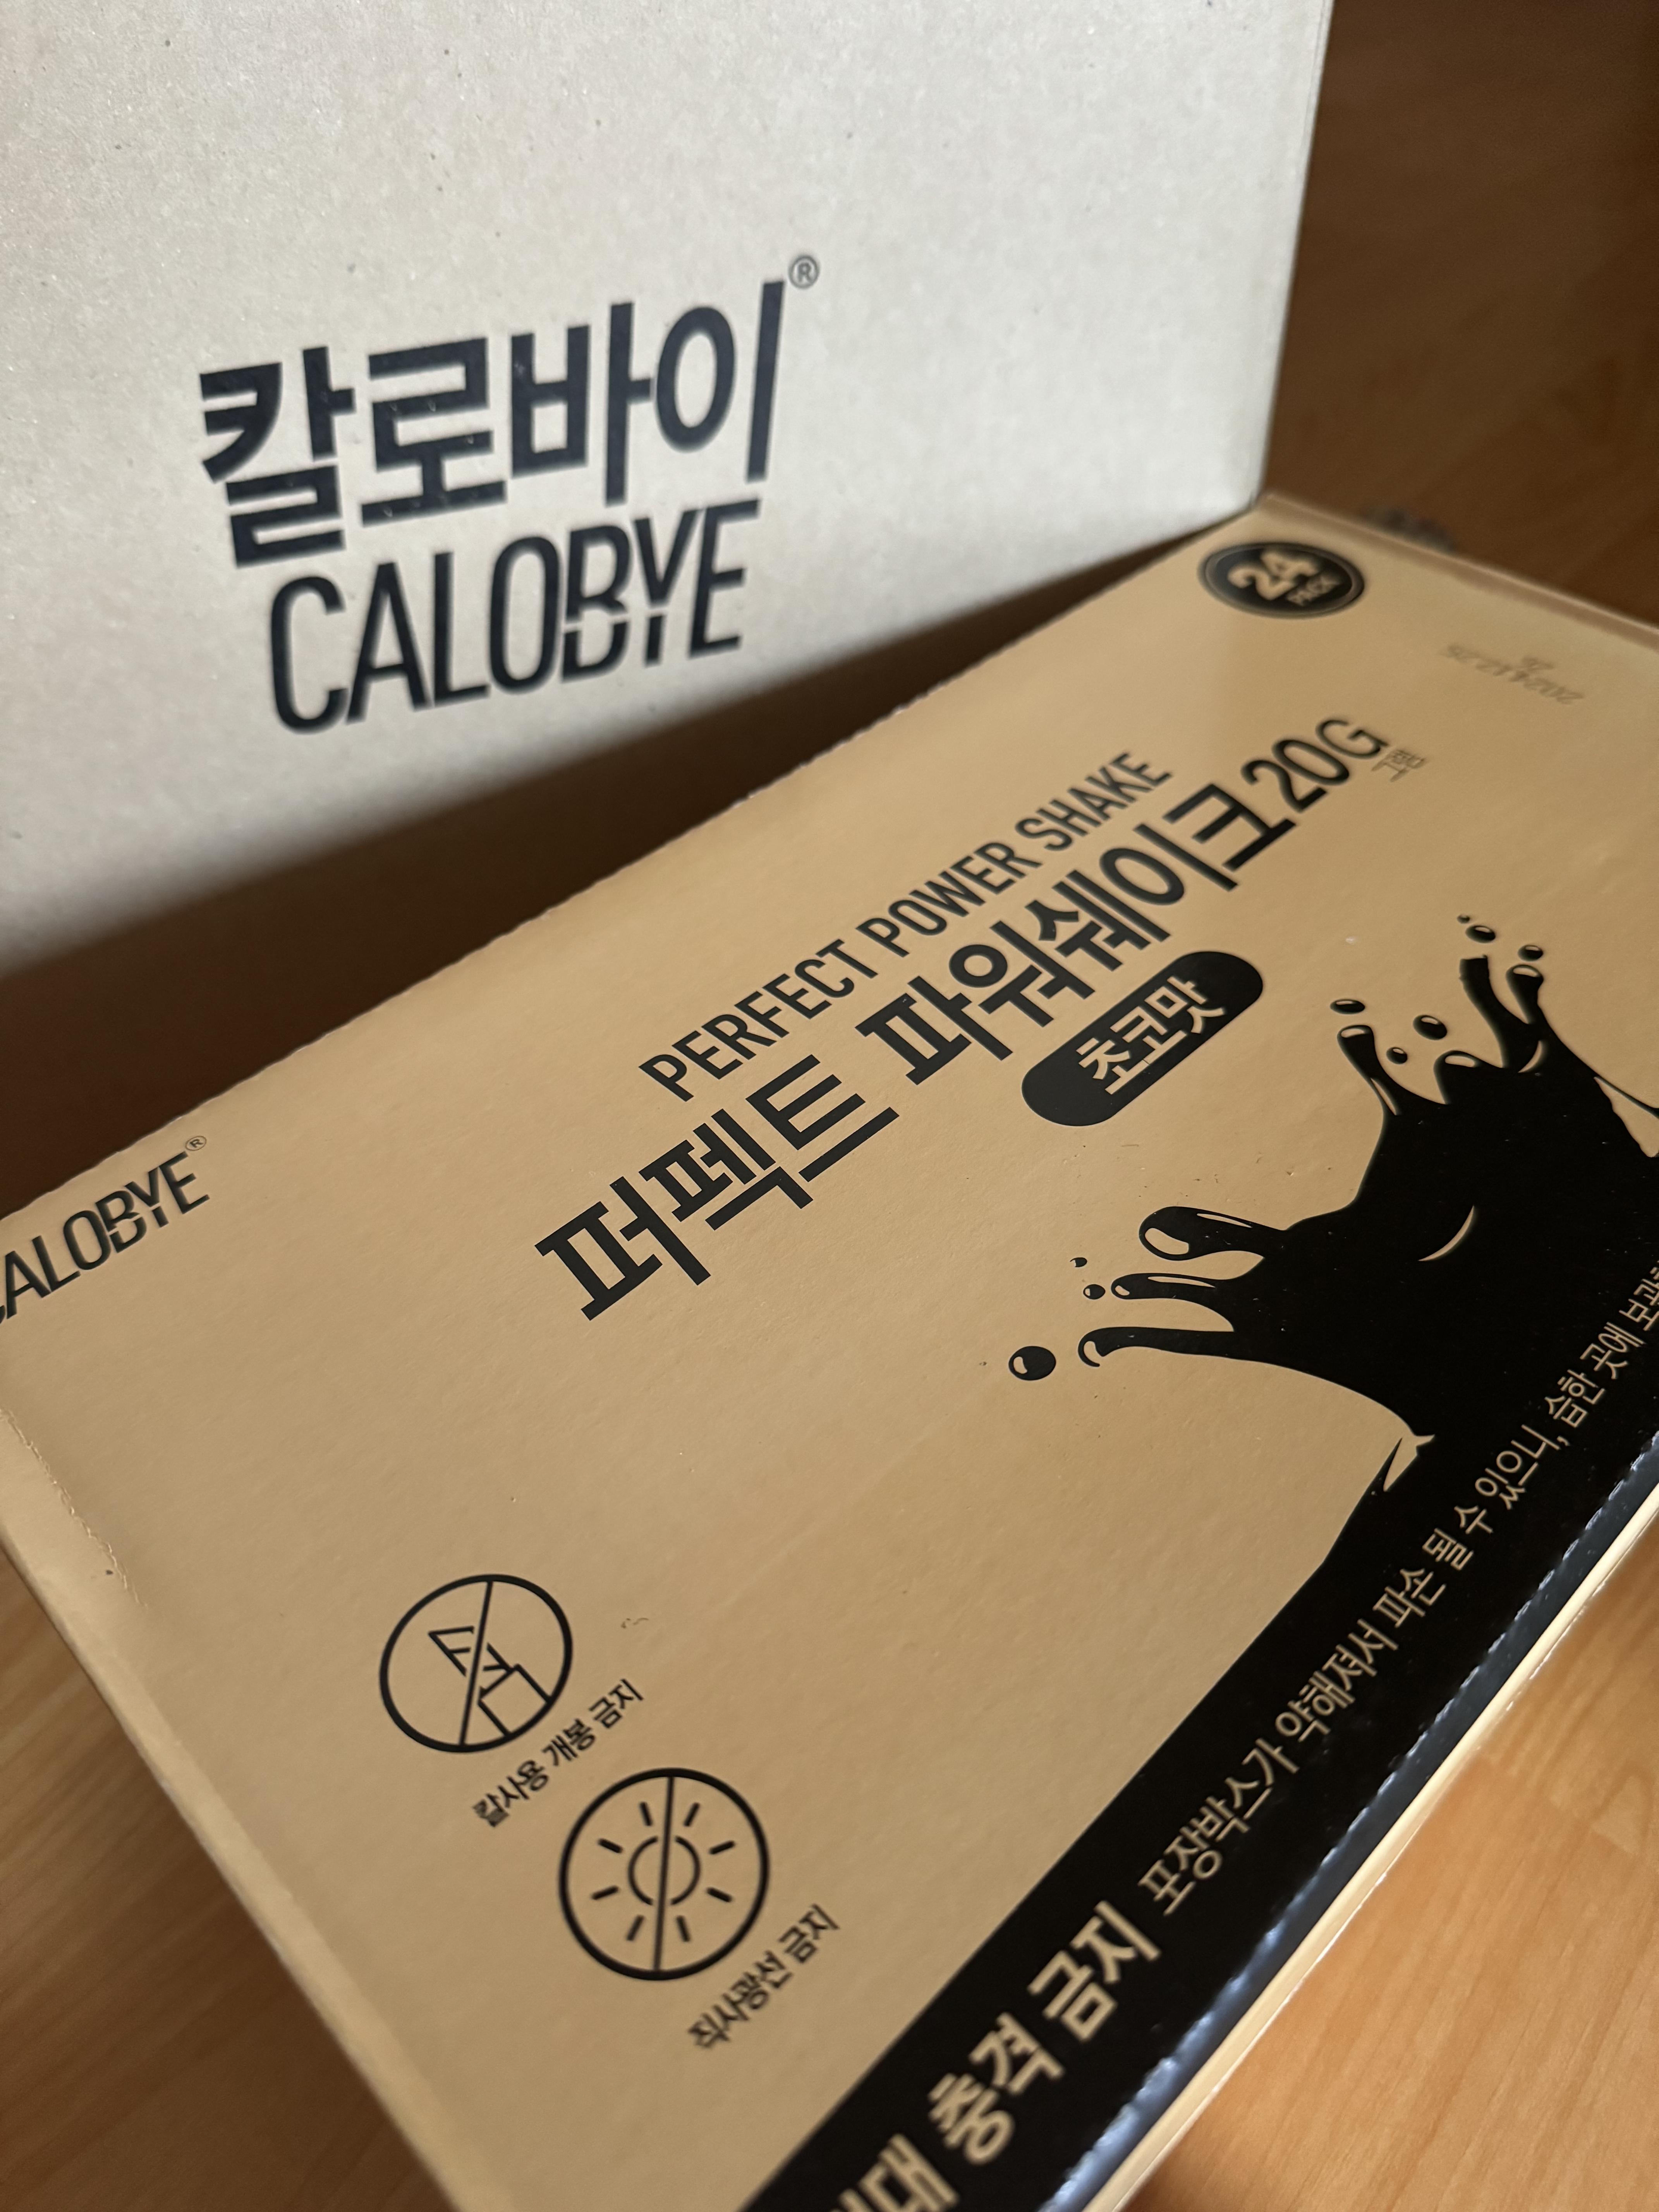 칼로바이®
CALOBYE
24
PACK
2024.12.25
PERFECT POWER SHAKE
퍼펙트 파워쉐이크 20G
초코맛
CALOBYE®
칼사용 개봉 금지
직사광선 금지
충격 금지 포장박스가 약해져서 파손 될 수 있으니, 습한 곳에